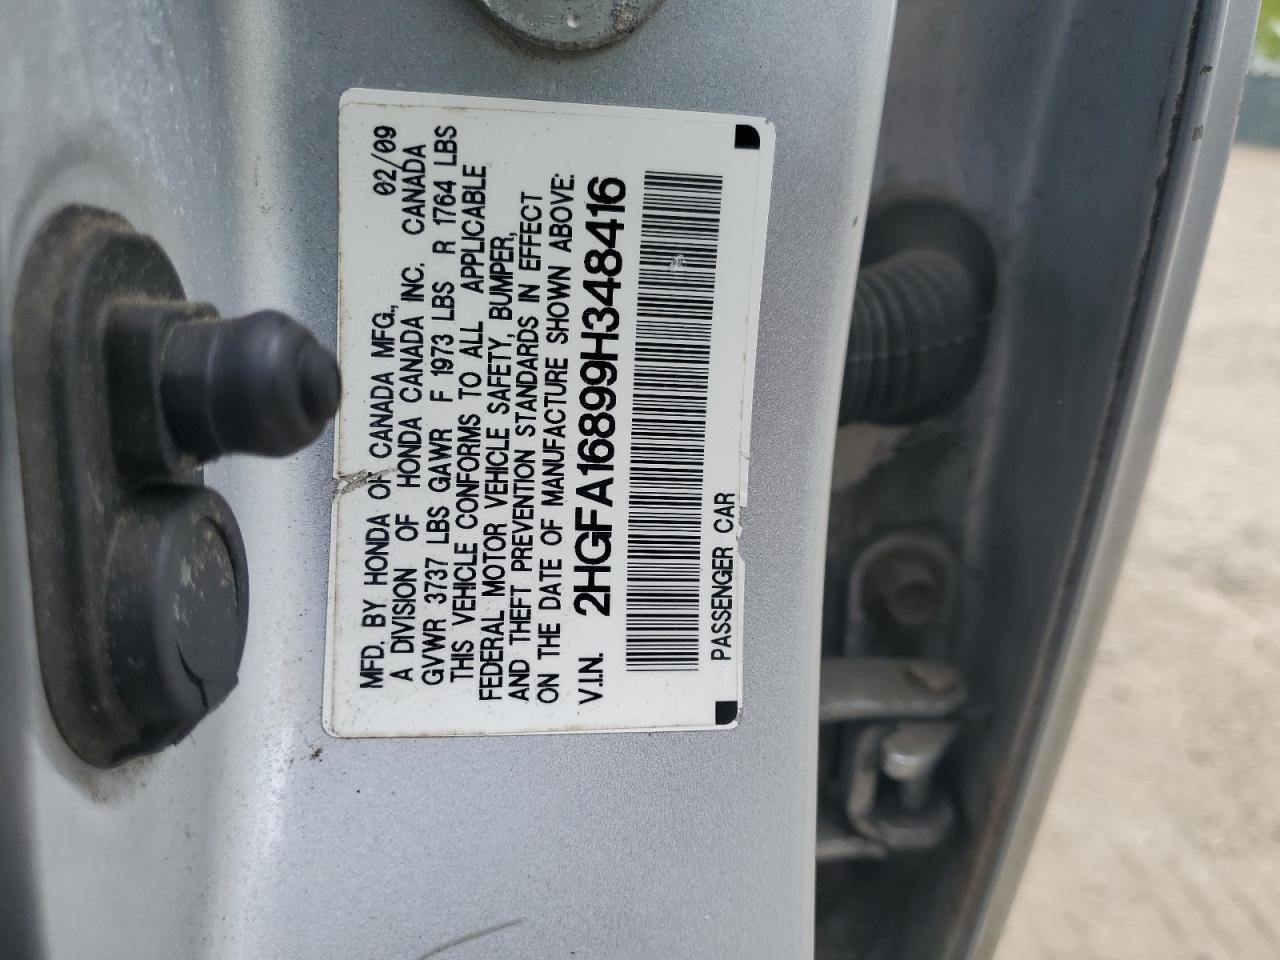 MFD. BY HONDA OF CANADA MFG., 02/09
A DIVISION OF HONDA CANADA INC. CANADA
GVWR 3737 LBS GAWR F 1973 LBS R 1764 LBS
THIS VEHICLE CONFORMS TO ALL APPLICABLE
FEDERAL MOTOR VEHICLE SAFETY, BUMPER,
AND THEFT PREVENTION STANDARDS IN EFFECT
ON THE DATE OF MANUFACTURE SHOWN ABOVE.
V.I.N. 2HGFA16899H348416
PASSENGER CAR